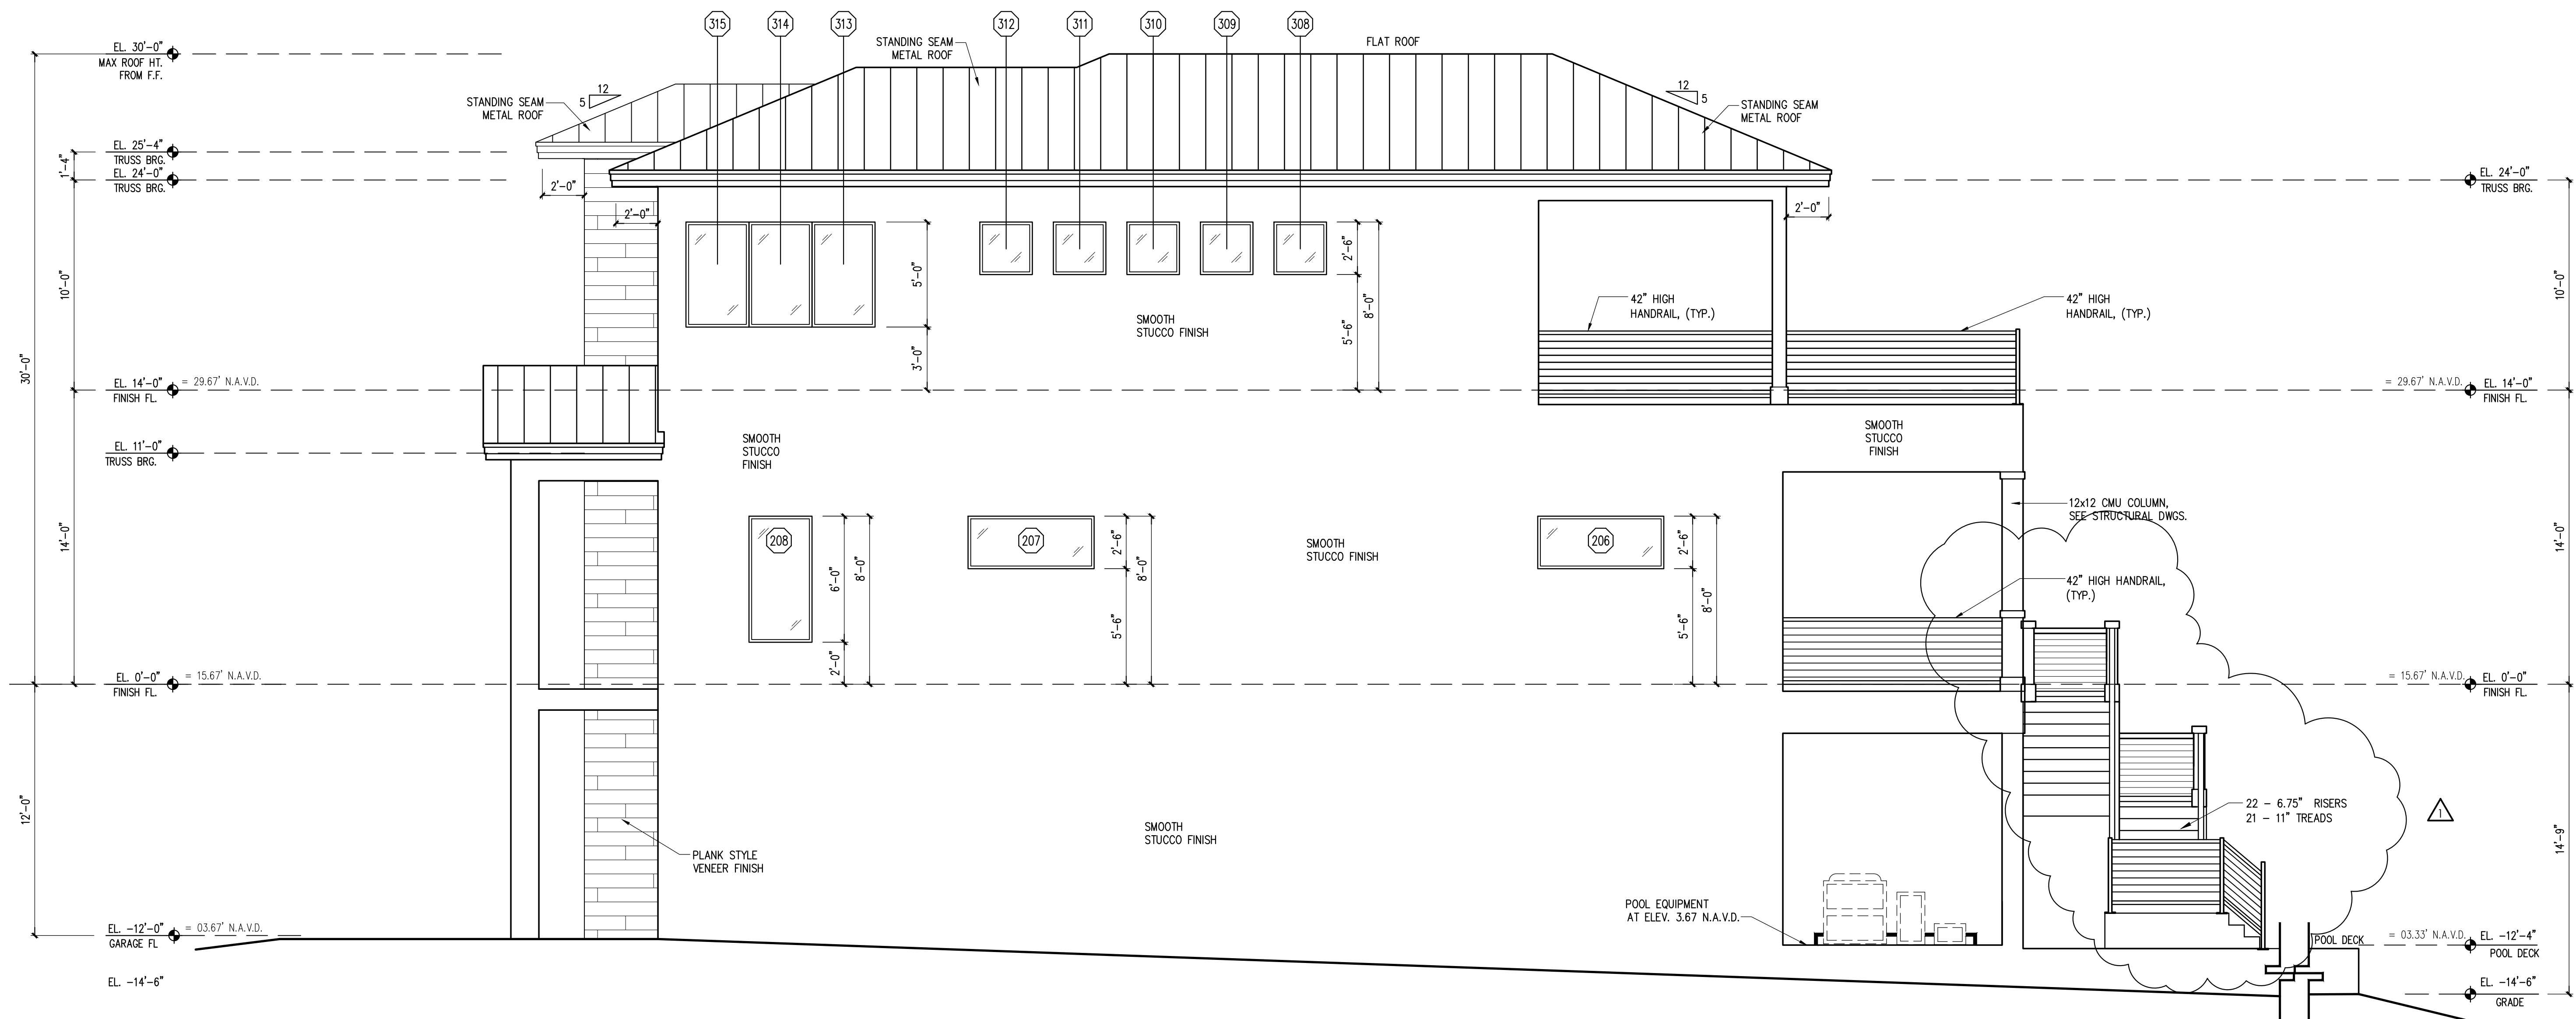 315
314
313
312
311
310
309
308
EL. 30'-0"
MAX ROOF HT.
FROM F.F.
STANDING SEAM
METAL ROOF
FLAT ROOF
12
5
STANDING SEAM
METAL ROOF
12
5
STANDING SEAM
METAL ROOF
EL. 25'-4"
TRUSS BRG.
1'-4"
EL. 24'-0"
TRUSS BRG.
EL. 24'-0"
TRUSS BRG.
2'-0"
2'-0"
2'-0"
10'-0"
5'-0"
3'-0"
2'-6"
5'-6"
8'-0"
10'-0"
SMOOTH
STUCCO FINISH
42" HIGH
HANDRAIL, (TYP.)
42" HIGH
HANDRAIL, (TYP.)
30'-0"
EL. 14'-0"
= 29.67' N.A.V.D.
FINISH FL.
= 29.67' N.A.V.D.
EL. 14'-0"
FINISH FL.
EL. 11'-0"
TRUSS BRG.
SMOOTH
STUCCO
FINISH
SMOOTH
STUCCO
FINISH
12x12 CMU COLUMN,
SEE STRUCTURAL DWGS.
14'-0"
208
6'-0"
2'-0"
8'-0"
207
2'-6"
5'-6"
8'-0"
SMOOTH
STUCCO FINISH
206
2'-6"
5'-6"
8'-0"
14'-0"
42" HIGH HANDRAIL,
(TYP.)
EL. 0'-0"
= 15.67' N.A.V.D.
FINISH FL.
= 15.67' N.A.V.D.
EL. 0'-0"
FINISH FL.
12'-0"
SMOOTH
STUCCO FINISH
PLANK STYLE
VENEER FINISH
22 - 6.75" RISERS
21 - 11" TREADS
1
14'-9"
POOL EQUIPMENT
AT ELEV. 3.67 N.A.V.D.
EL. -12'-0"
= 03.67' N.A.V.D.
GARAGE FL
POOL DECK
= 03.33' N.A.V.D.
EL. -12'-4"
POOL DECK
EL. -14'-6"
EL. -14'-6"
GRADE